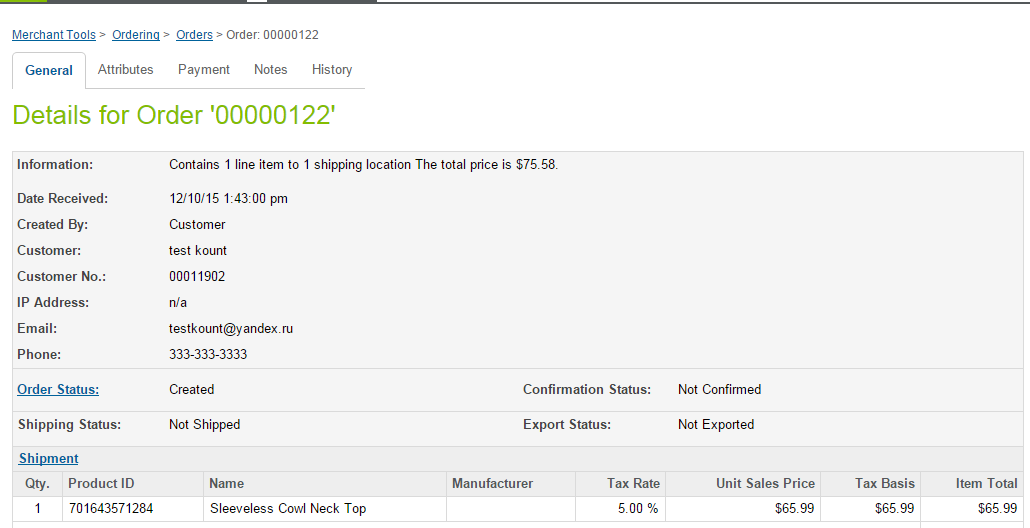 Merchant Tools > Ordering > Orders > Order: 00000122
General Attributes Payment Notes History
Details for Order '00000122'
Information: Contains 1 line item to 1 shipping location The total price is $75.58.
Date Received: 12/10/15 1:43:00 pm
Created By: Customer
Customer: test kount
Customer No.: 00011902
IP Address: n/a
Email: testkount@yandex.ru
Phone: 333-333-3333
Order Status: Created Confirmation Status: Not Confirmed
Shipping Status: Not Shipped Export Status: Not Exported
Shipment
Qty. Product ID Name Manufacturer Tax Rate Unit Sales Price Tax Basis Item Total
1 701643571284 Sleeveless Cowl Neck Top 5.00 % $65.99 $65.99 $65.99